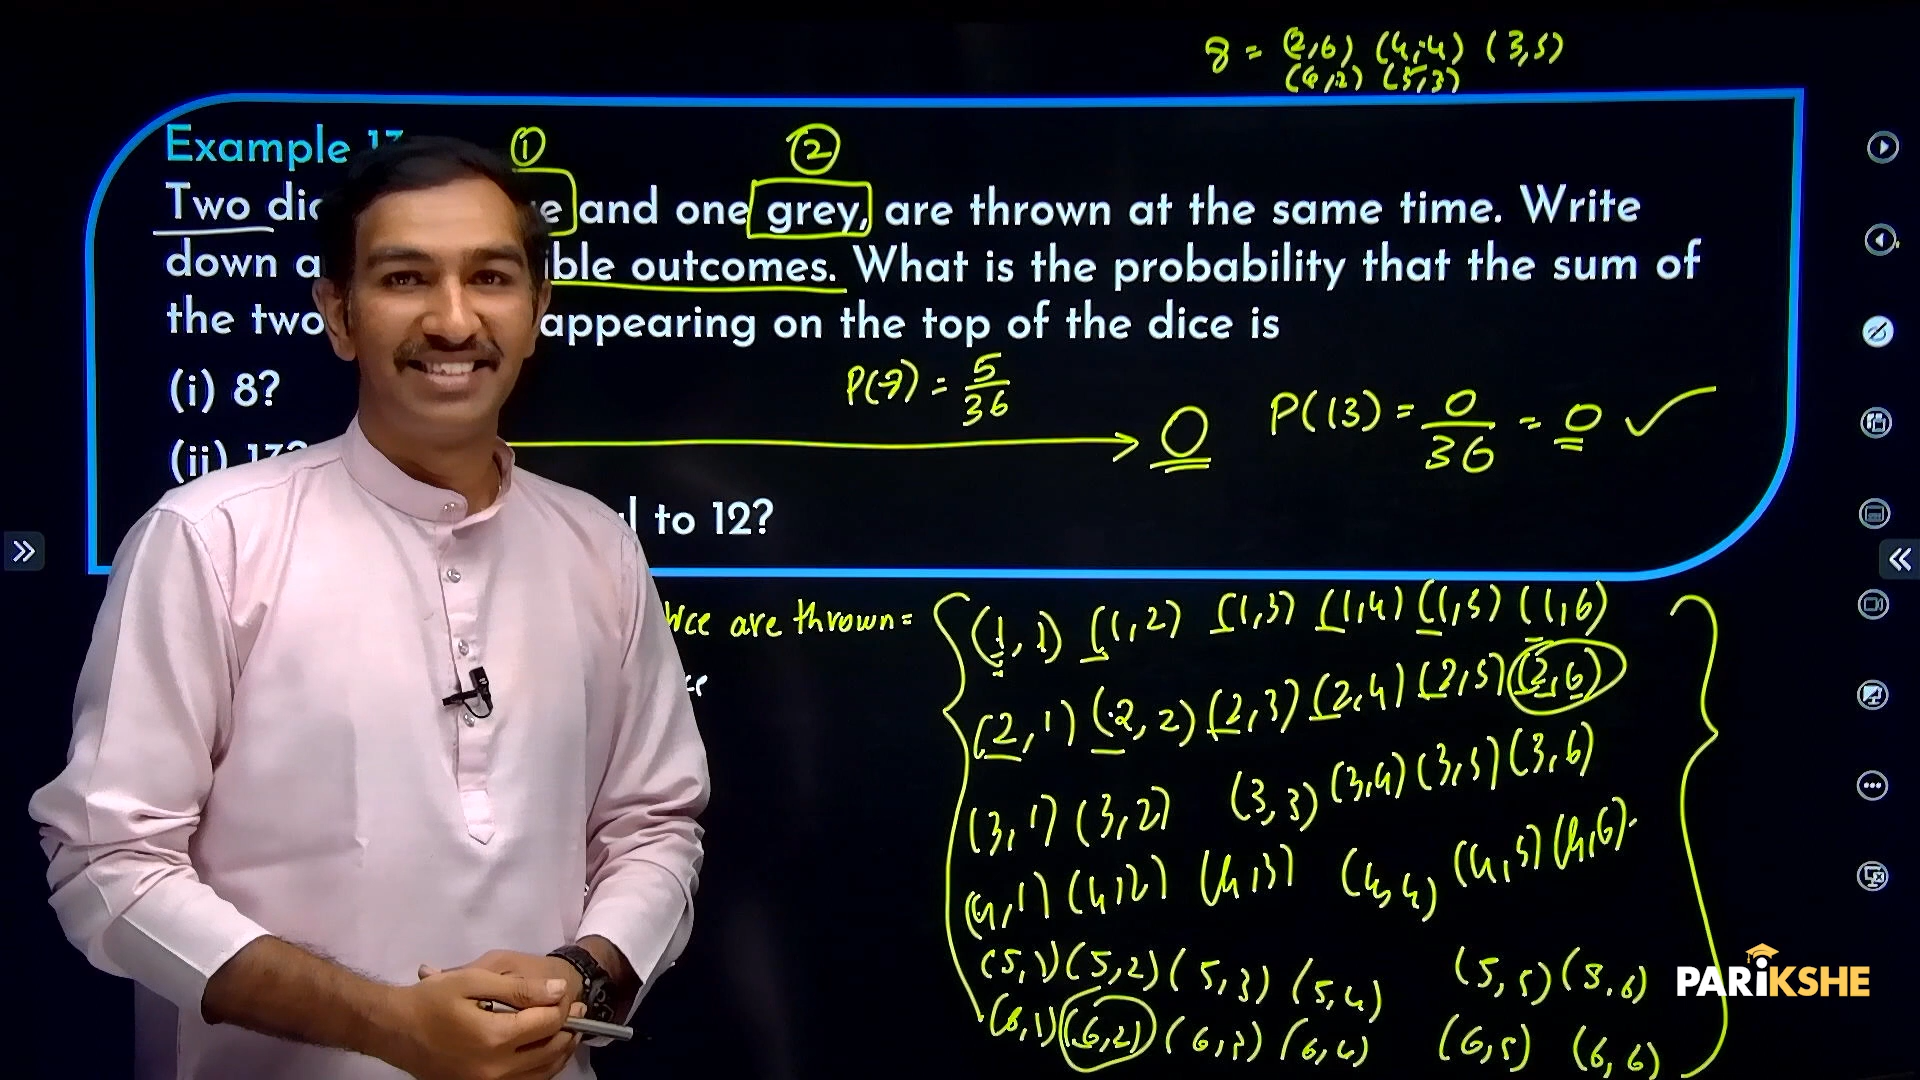 8 = (2,6) (4,4) (3,5)
(6,2) (5,3)
Example 13
① ②
Two dic e and one grey, are thrown at the same time. Write
down a ible outcomes. What is the probability that the sum of
the two appearing on the top of the dice is
(i) 8?
P( ) = 5/36
(ii) 13? 0 P(13) = 0/36 = 0 ✓
l to 12?
are thrown = { (1,1) (1,2) (1,3) (1,4) (1,5) (1,6)
(2,1) (2,2) (2,3) (2,4) (2,5) (2,6)
(3,1) (3,2) (3,3) (3,4) (3,5) (3,6)
(4,1) (4,2) (4,3) (4,4) (4,5) (4,6)
(5,1) (5,2) (5,3) (5,4) (5,5) (5,6)
(6,1) (6,2) (6,3) (6,4) (6,5) (6,6) }
PARiKSHE